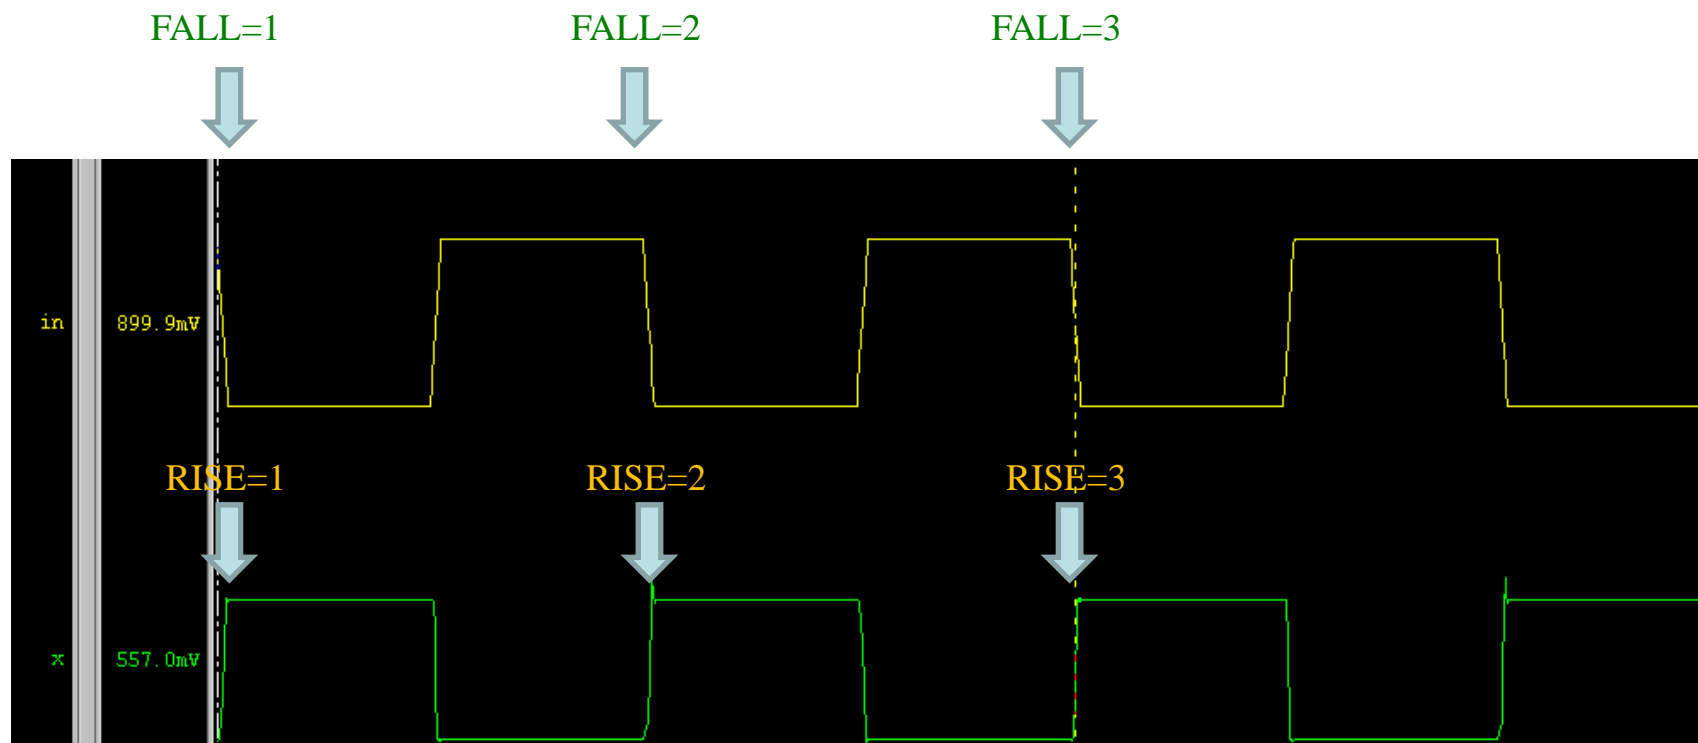 FALL=1 FALL=2 FALL=3
in 899.9mV
RISE=1 RISE=2 RISE=3
x 557.0mV